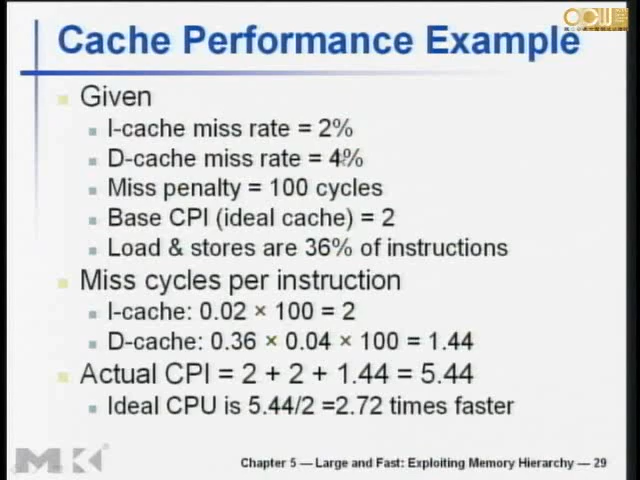 OCW
Cache Performance Example
Given
I-cache miss rate = 2%
D-cache miss rate = 4%
Miss penalty = 100 cycles
Base CPI (ideal cache) = 2
Load & stores are 36% of instructions
Miss cycles per instruction
I-cache: 0.02 × 100 = 2
D-cache: 0.36 × 0.04 × 100 = 1.44
Actual CPI = 2 + 2 + 1.44 = 5.44
Ideal CPU is 5.44/2 =2.72 times faster
MK
Chapter 5 — Large and Fast: Exploiting Memory Hierarchy — 29